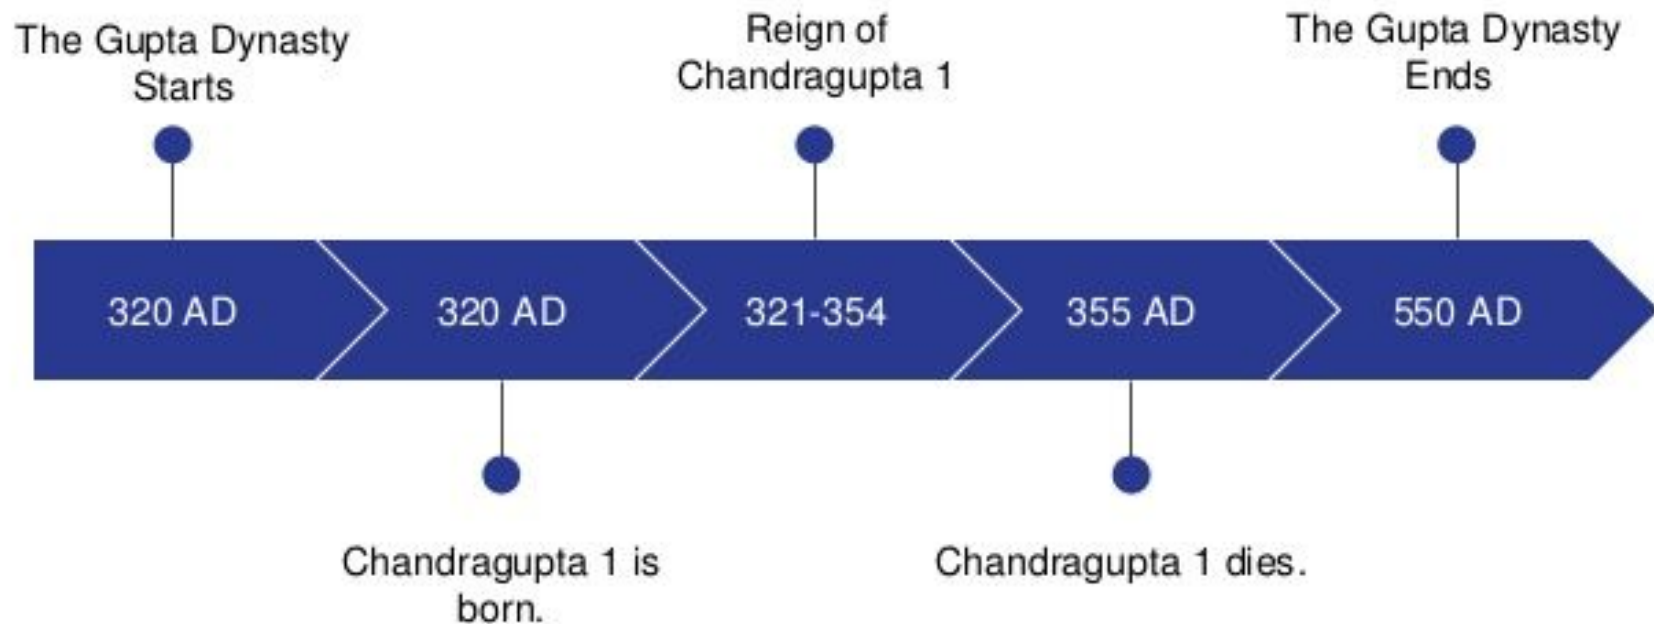 The Gupta Dynasty
Starts
Reign of
Chandragupta 1
The Gupta Dynasty
Ends
320 AD
320 AD
321-354
355 AD
550 AD
Chandragupta 1 is
born.
Chandragupta 1 dies.